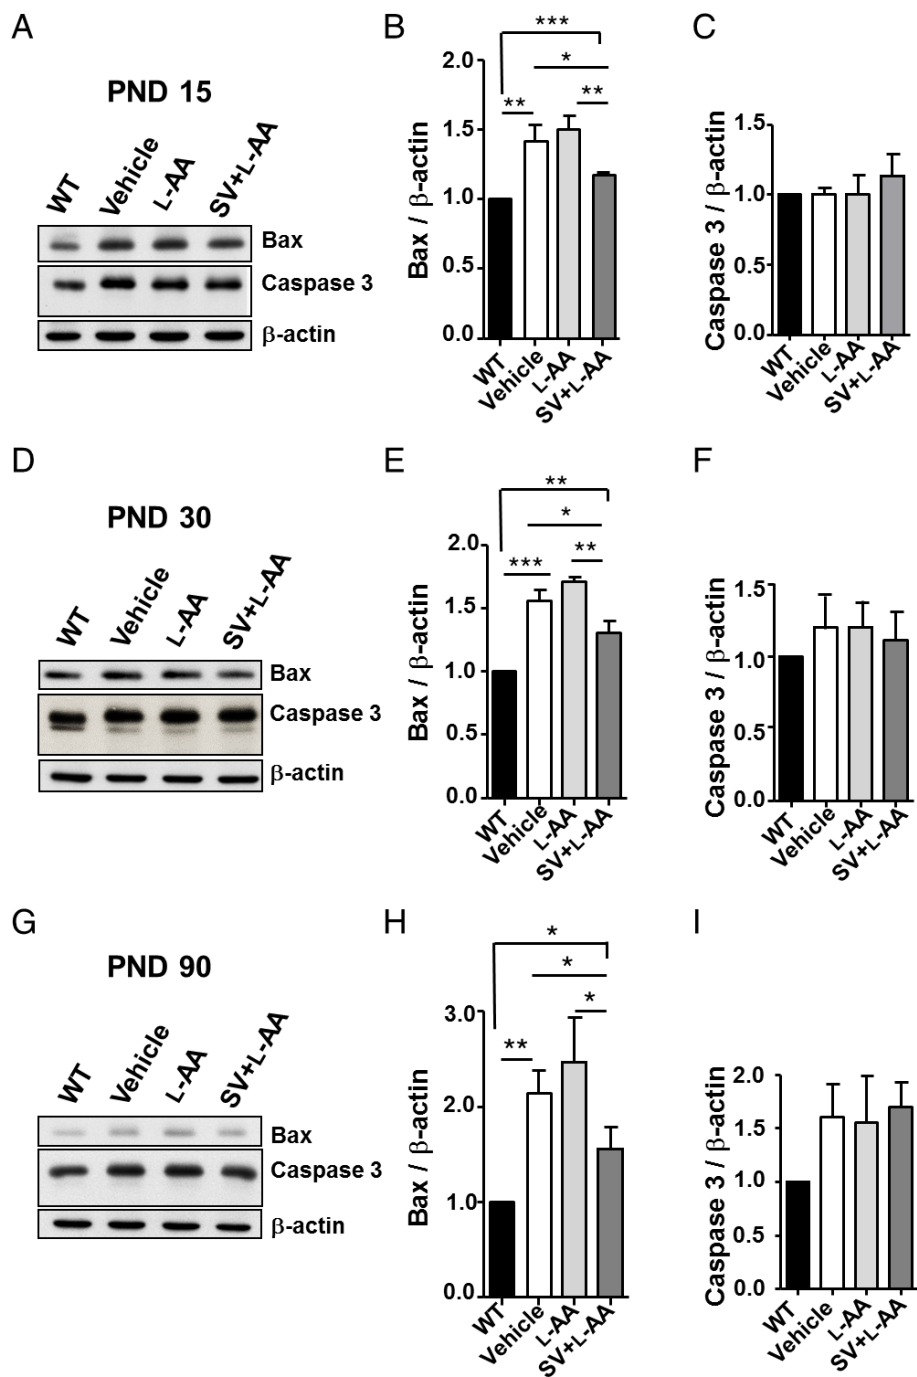 A
PND 15
WT Vehicle L-AA SV+L-AA
Bax
Caspase 3
β-actin
B
***
*
** **
Bax / β-actin
2.0
1.5
1.0
0.5
0.0
WT Vehicle L-AA SV+L-AA
C
Caspase 3 / β-actin
1.5
1.0
0.5
0.0
WT Vehicle L-AA SV+L-AA
D
PND 30
WT Vehicle L-AA SV+L-AA
Bax
Caspase 3
β-actin
E
**
*
*** **
Bax / β-actin
2.0
1.5
1.0
0.5
0.0
WT Vehicle L-AA SV+L-AA
F
Caspase 3 / β-actin
1.5
1.0
0.5
0.0
WT Vehicle L-AA SV+L-AA
G
PND 90
WT Vehicle L-AA SV+L-AA
Bax
Caspase 3
β-actin
H
*
*
** *
Bax / β-actin
3.0
2.0
1.0
0.0
WT Vehicle L-AA SV+L-AA
I
Caspase 3 / β-actin
2.0
1.5
1.0
0.5
0.0
WT Vehicle L-AA SV+L-AA